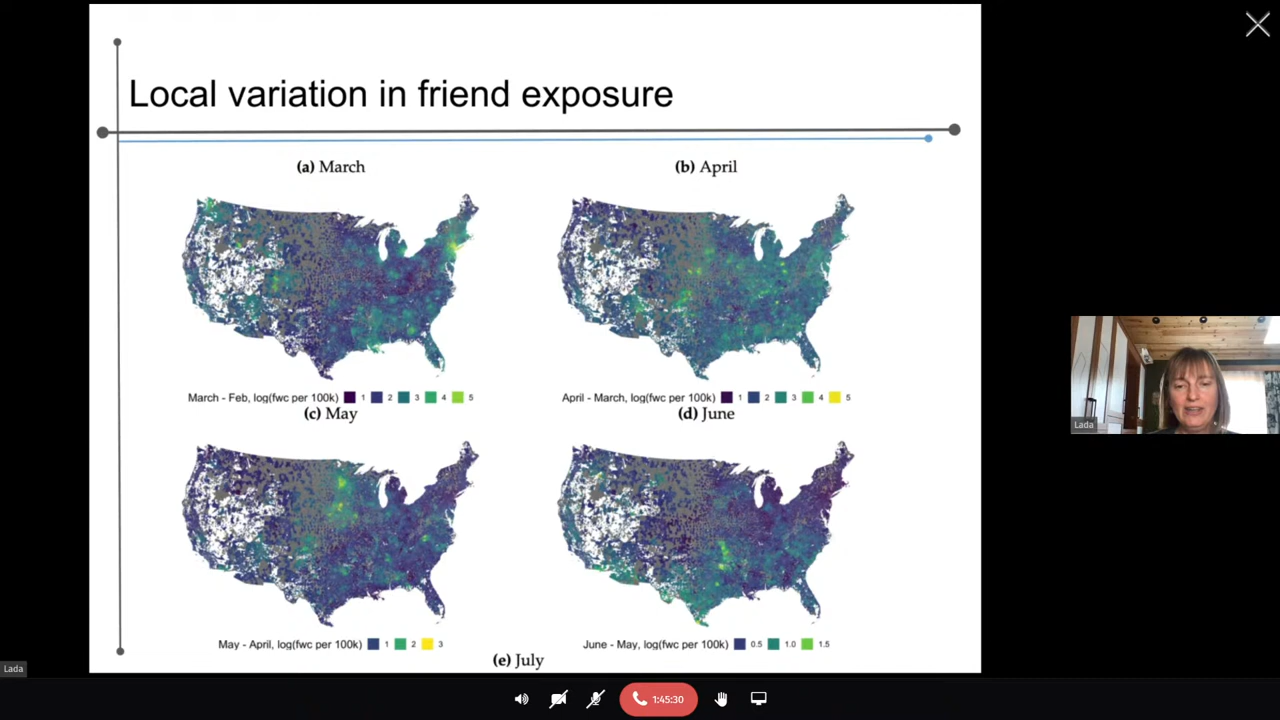 Local variation in friend exposure
(a) March
(b) April
March - Feb, log(fwc per 100k) 1 2 3 4 5
April - March, log(fwc per 100k) 1 2 3 4 5
(c) May
(d) June
May - April, log(fwc per 100k) 1 2 3
June - May, log(fwc per 100k) 0.5 1.0 1.5
(e) July
Lada
Lada
1:45:30